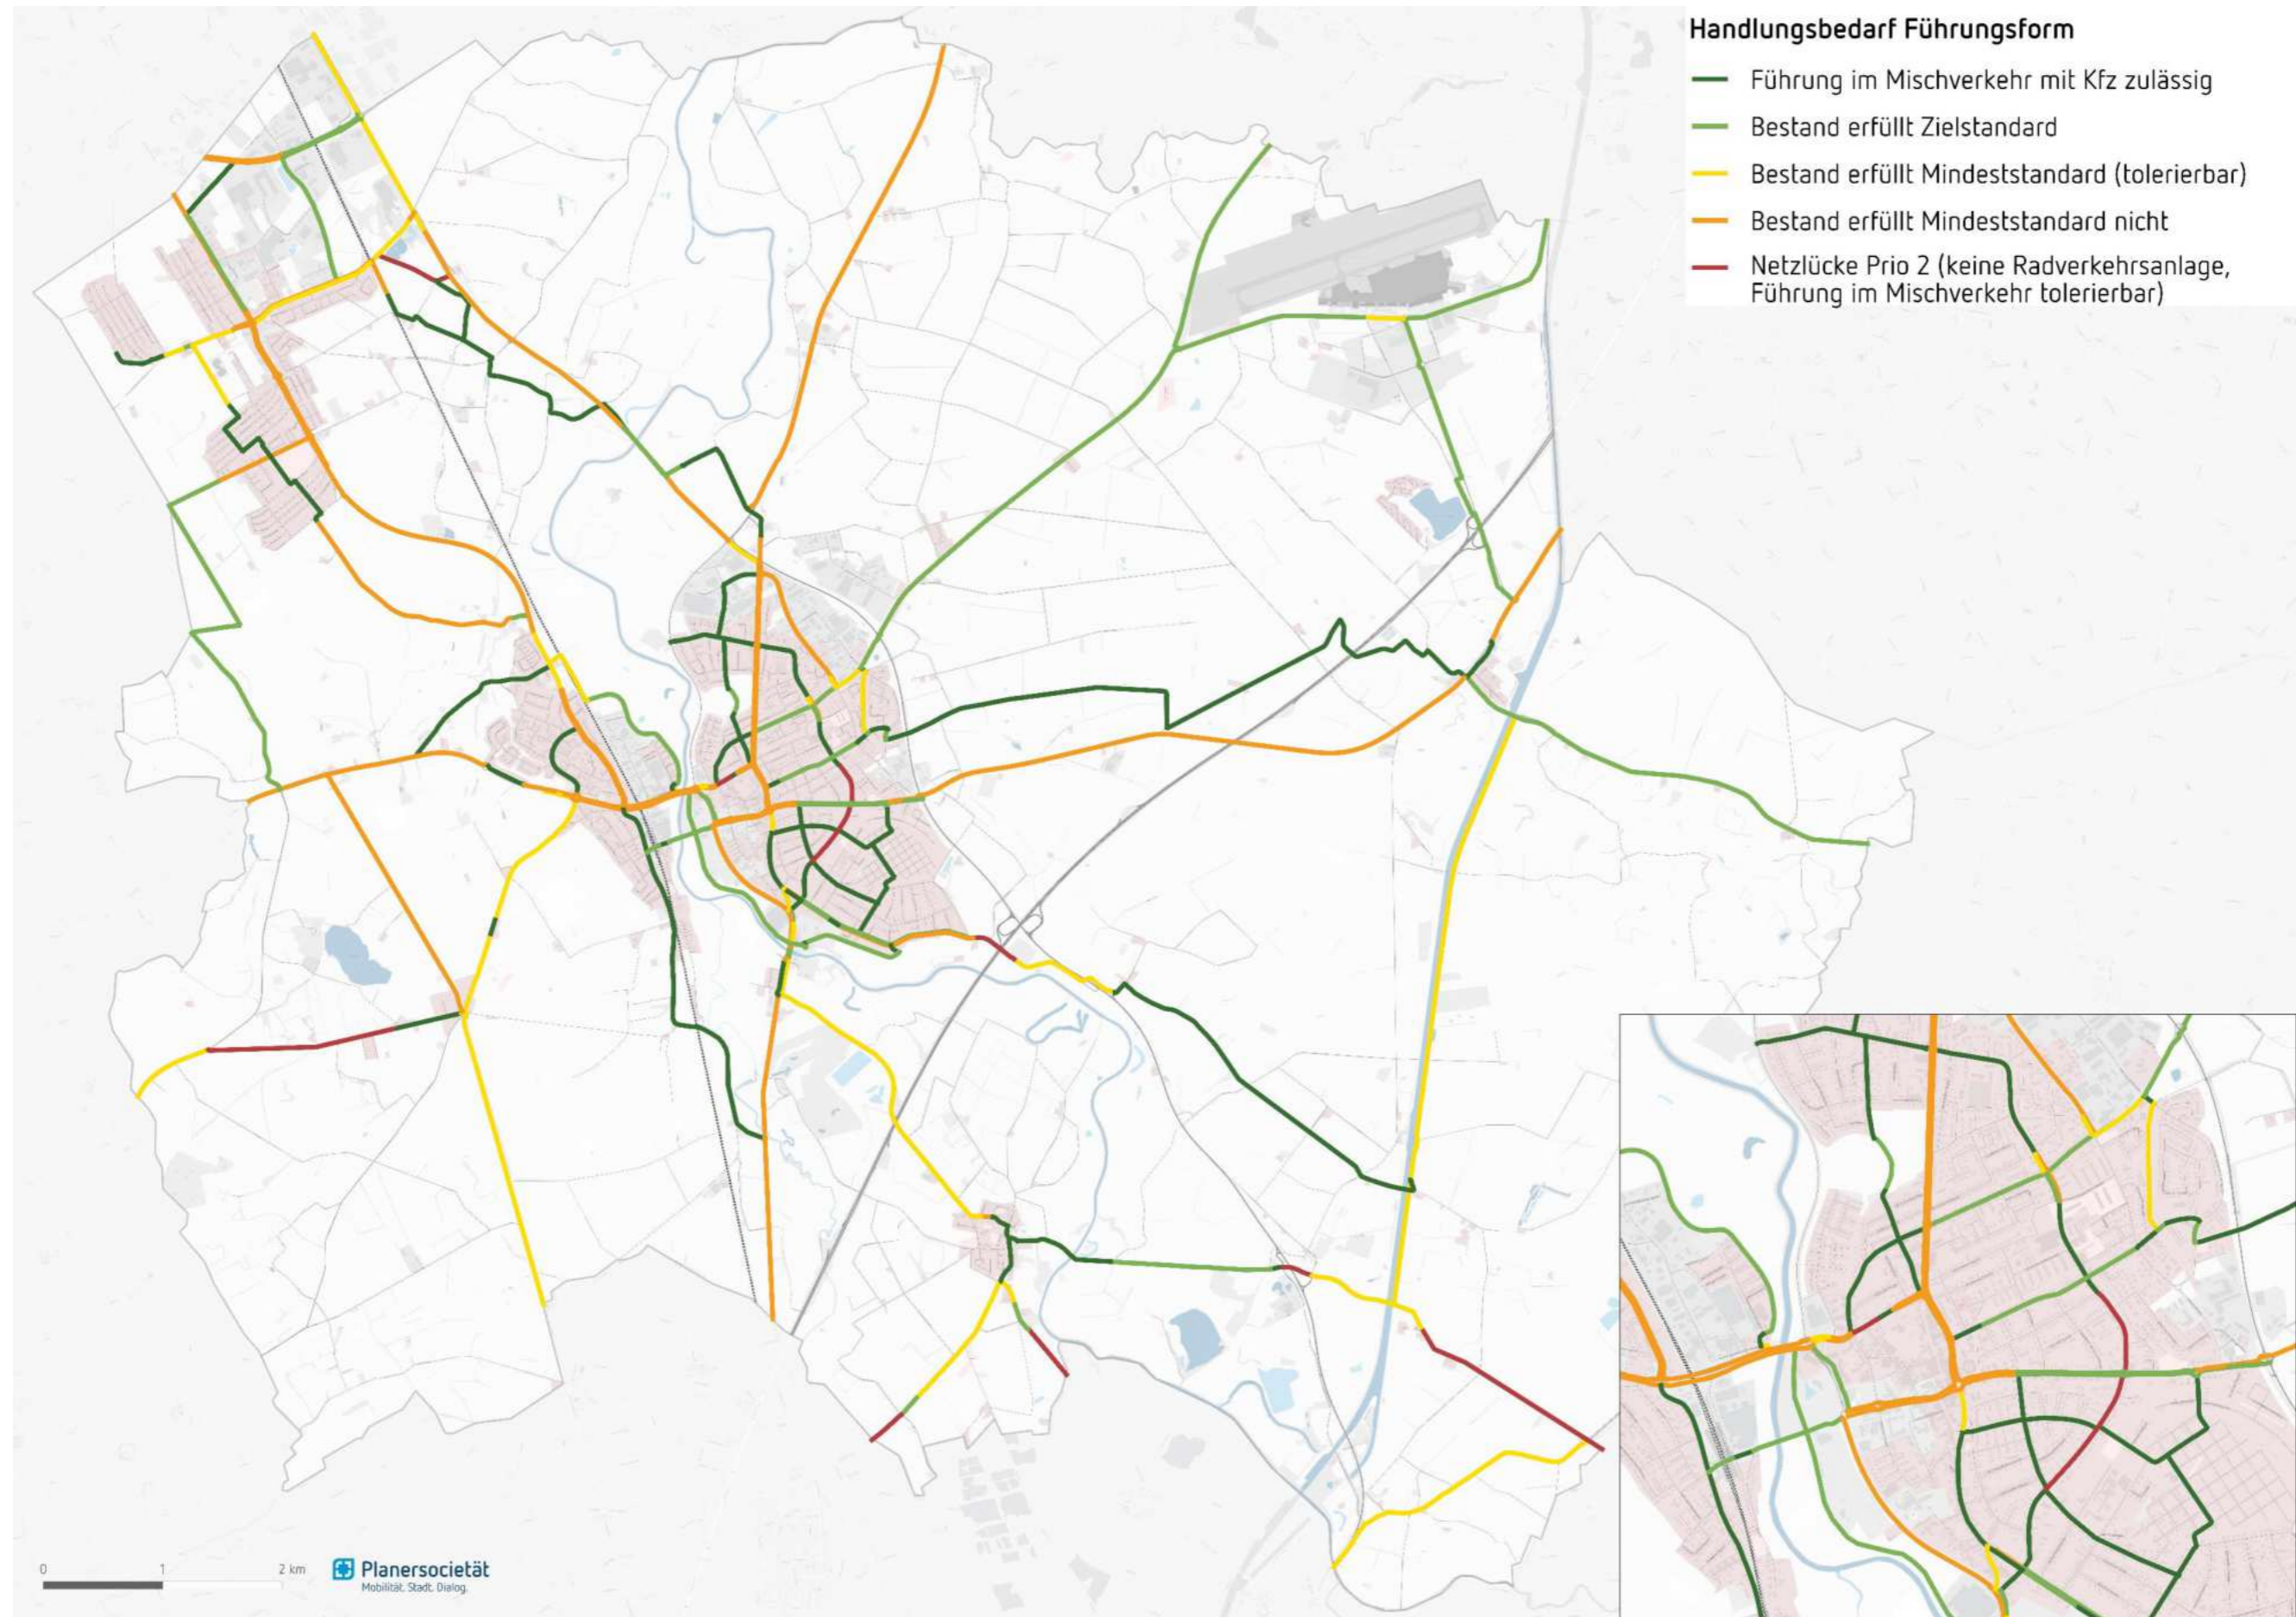 Handlungsbedarf Führungsform
Führung im Mischverkehr mit Kfz zulässig
Bestand erfüllt Zielstandard
Bestand erfüllt Mindeststandard (tolerierbar)
Bestand erfüllt Mindeststandard nicht
Netzlücke Prio 2 (keine Radverkehrsanlage,
Führung im Mischverkehr tolerierbar)
0 1 2 km
Planersocietät
Mobilität. Stadt. Dialog.